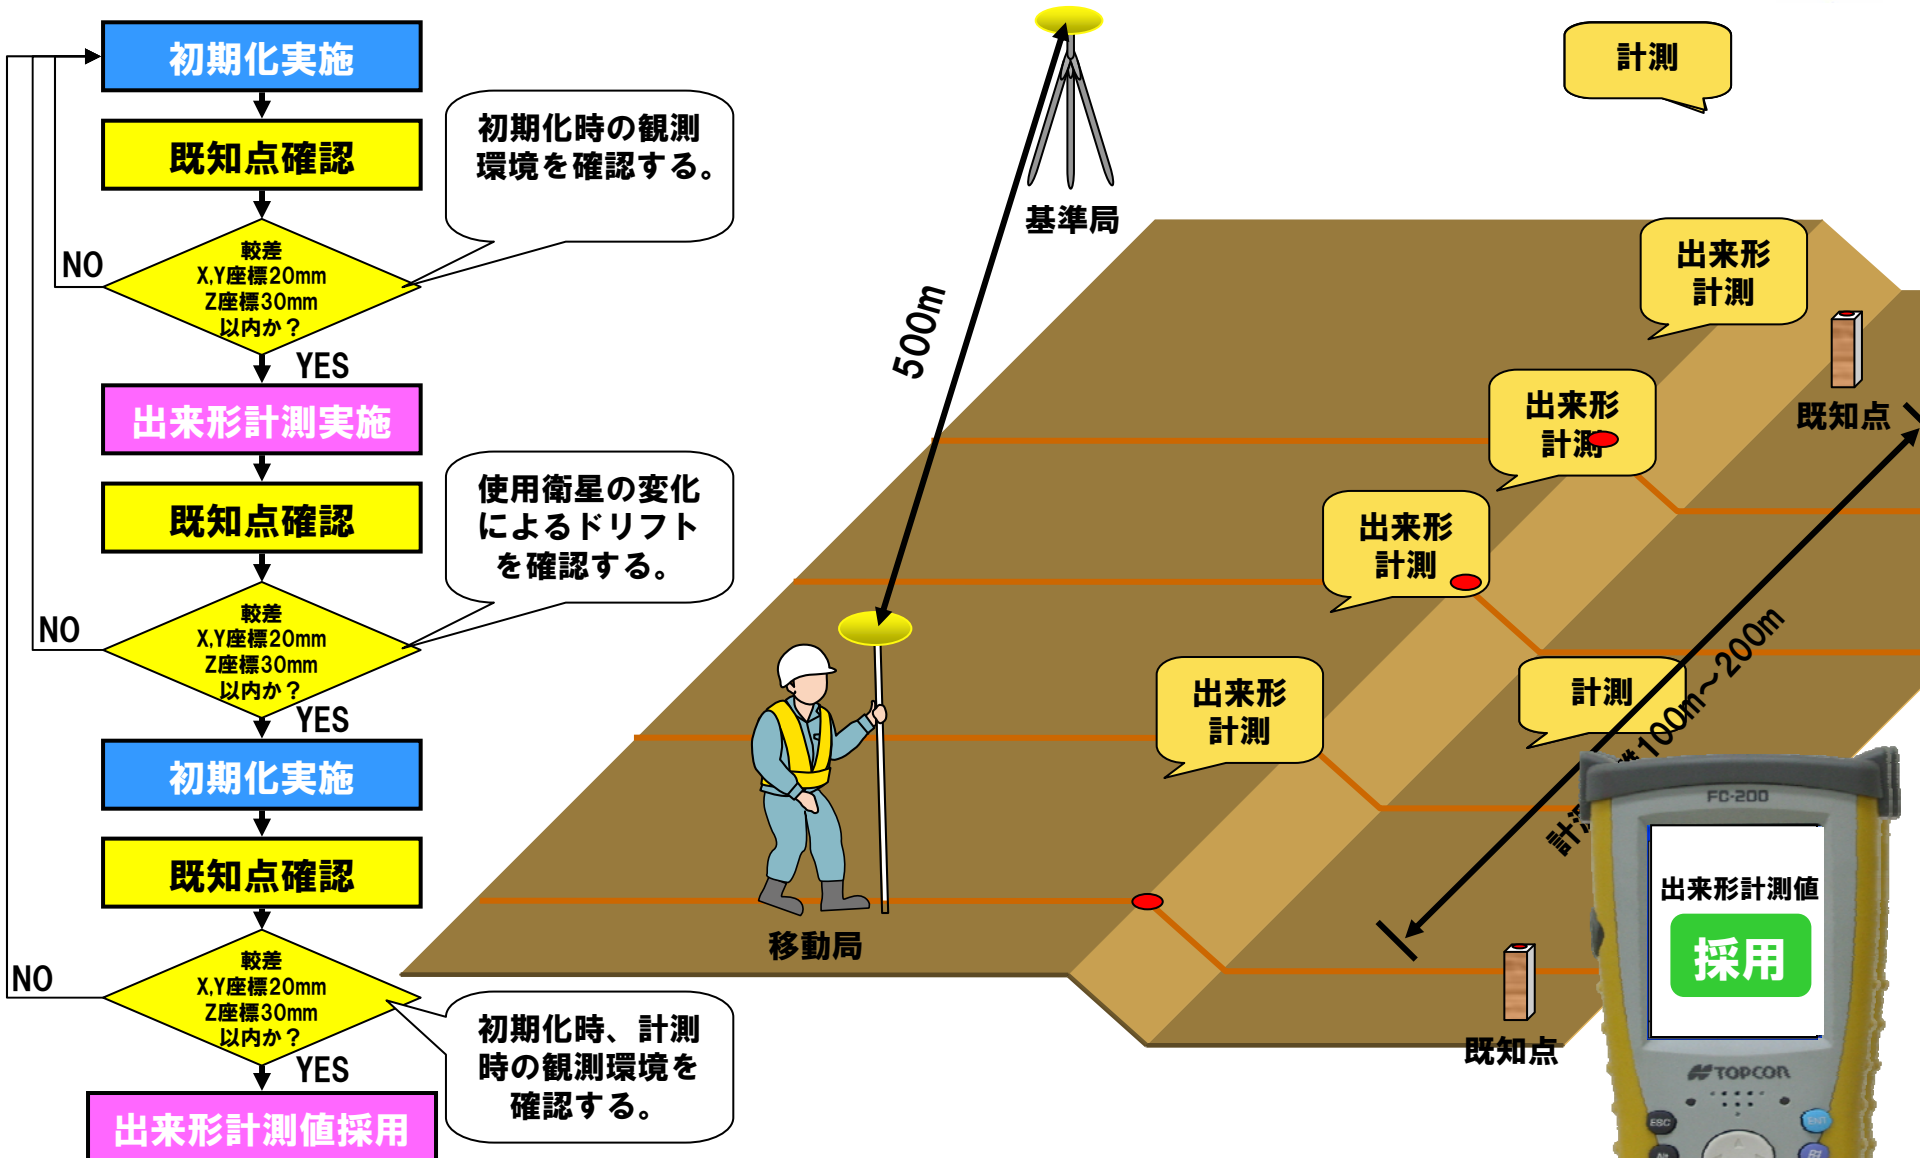 初期化実施
既知点確認
初期化時の観測
環境を確認する。
較差
X,Y座標20mm
Z座標30mm
以内か？
NO
YES
出来形計測実施
既知点確認
使用衛星の変化
によるドリフト
を確認する。
較差
X,Y座標20mm
Z座標30mm
以内か？
NO
YES
初期化実施
既知点確認
較差
X,Y座標20mm
Z座標30mm
以内か？
NO
初期化時、計測
時の観測環境を
確認する。
YES
出来形計測値採用
基準局
500m
移動局
計測
出来形
計測
既知点
出来形
計測
出来形
計測
出来形
計測
計測
100m～200m
既知点
FC-200
出来形計測値
採用
TOPCON
ESC
ENT
Alt